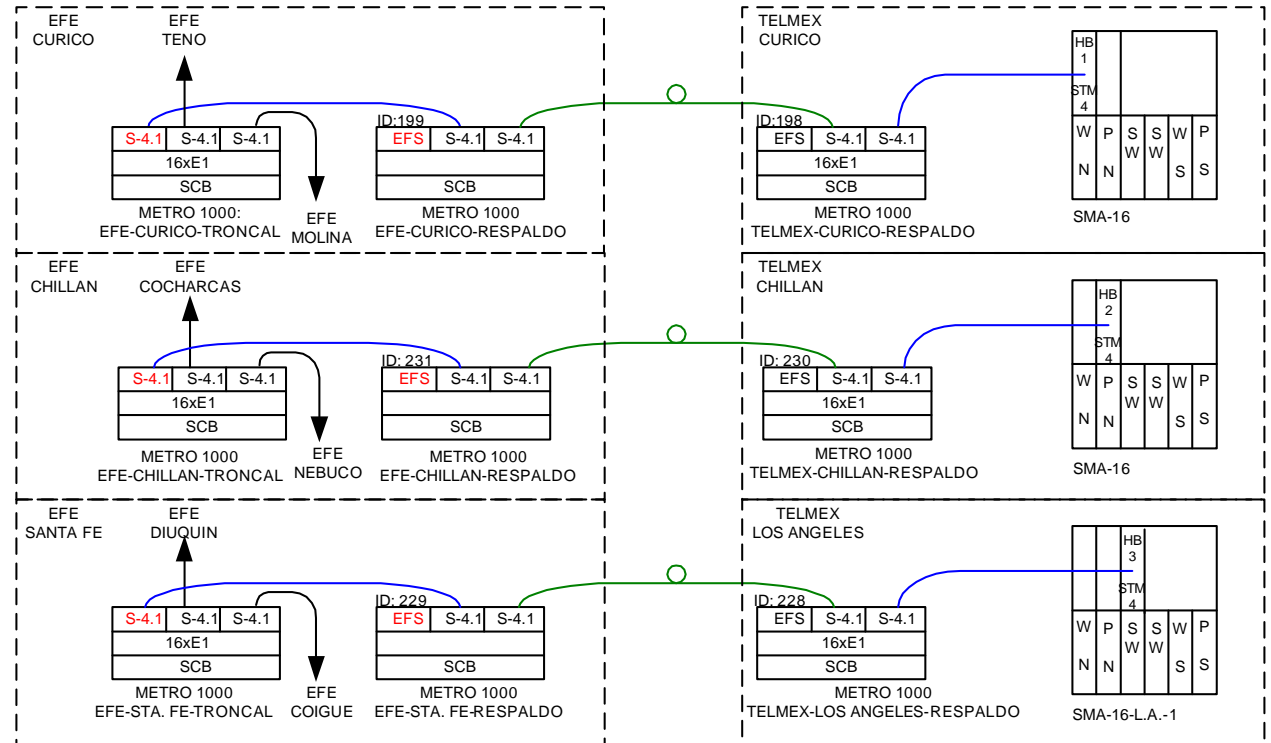 EFE
CURICO
EFE
TENO
S-4.1 S-4.1 S-4.1
16xE1
SCB
METRO 1000:
EFE-CURICO-TRONCAL
EFE
MOLINA
ID:199
EFS S-4.1 S-4.1
SCB
METRO 1000
EFE-CURICO-RESPALDO
TELMEX
CURICO
ID:198
EFS S-4.1 S-4.1
16xE1
SCB
METRO 1000
TELMEX-CURICO-RESPALDO
HB
1
STM
4
W N
P N
S W
S W
W S
P S
SMA-16
EFE
CHILLAN
EFE
COCHARCAS
S-4.1 S-4.1 S-4.1
16xE1
SCB
METRO 1000
EFE-CHILLAN-TRONCAL
EFE
NEBUCO
ID: 231
EFS S-4.1 S-4.1
SCB
METRO 1000
EFE-CHILLAN-RESPALDO
TELMEX
CHILLAN
ID: 230
EFS S-4.1 S-4.1
16xE1
SCB
METRO 1000
TELMEX-CHILLAN-RESPALDO
HB
2
STM
4
W N
P N
S W
S W
W S
P S
SMA-16
EFE
SANTA FE
EFE
DIUQUIN
S-4.1 S-4.1 S-4.1
16xE1
SCB
METRO 1000
EFE-STA. FE-TRONCAL
EFE
COIGUE
ID: 229
EFS S-4.1 S-4.1
SCB
METRO 1000
EFE-STA. FE-RESPALDO
TELMEX
LOS ANGELES
ID: 228
EFS S-4.1 S-4.1
16xE1
SCB
METRO 1000
TELMEX-LOS ANGELES-RESPALDO
HB
3
STM
4
W N
P N
S W
S W
W S
P S
SMA-16-L.A.-1